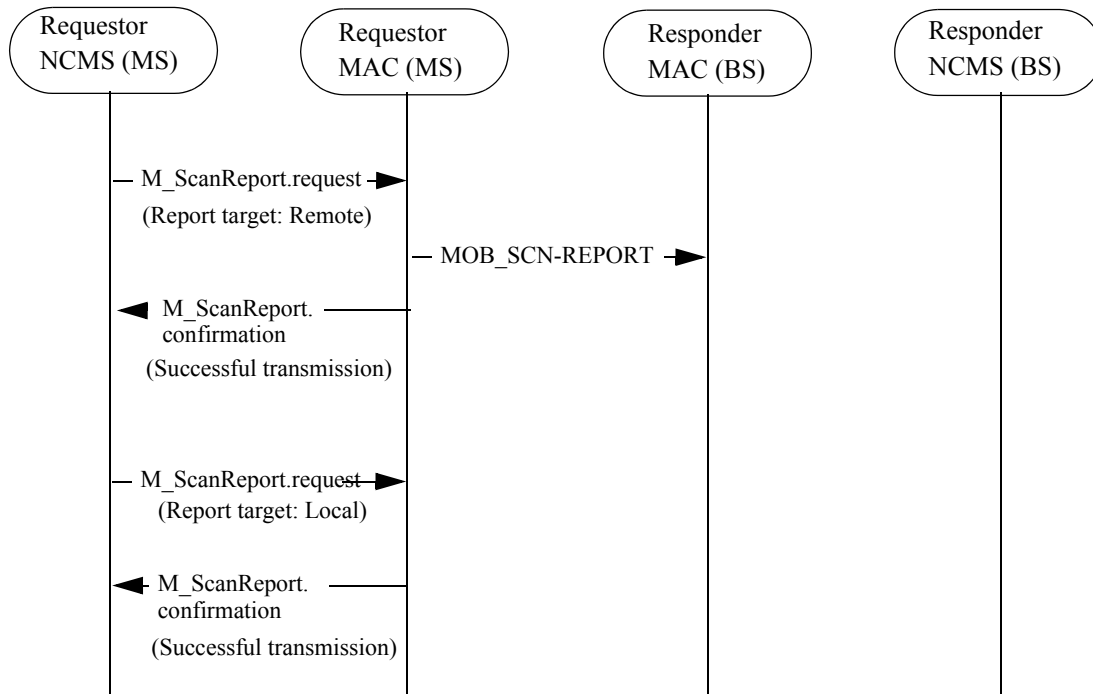 Requestor
NCMS (MS)
Requestor
MAC (MS)
Responder
MAC (BS)
Responder
NCMS (BS)
M_ScanReport.request
(Report target: Remote)
MOB_SCN-REPORT
M_ScanReport.
confirmation
(Successful transmission)
M_ScanReport.request
(Report target: Local)
M_ScanReport.
confirmation
(Successful transmission)